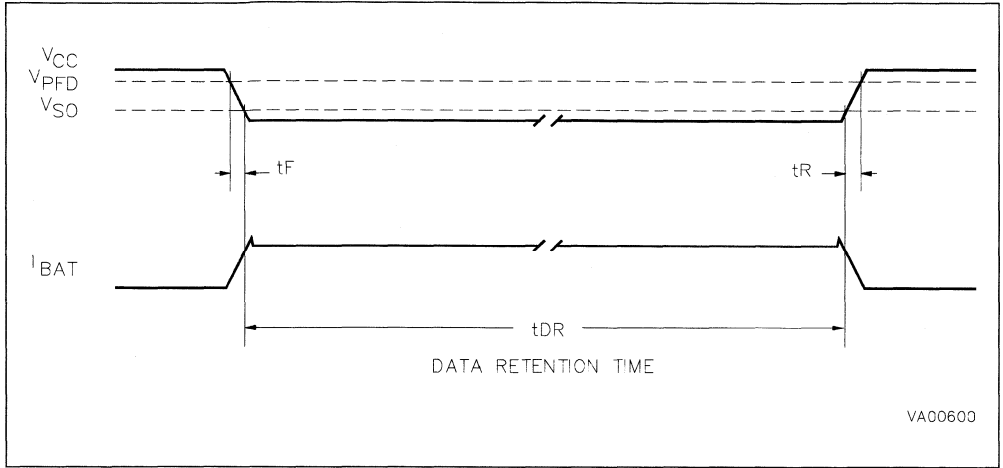 VCC
VPFD
VSO
tF
tR
IBAT
tDR
DATA RETENTION TIME
VA00600